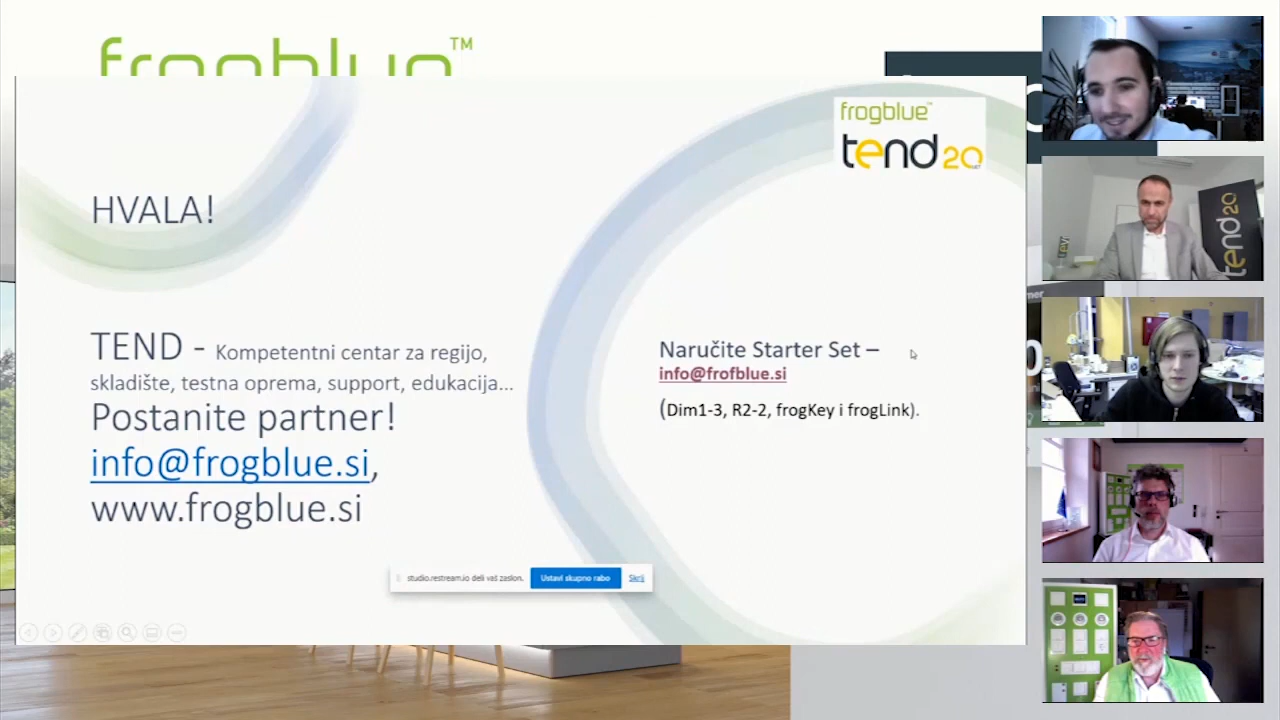 frogblue™
frogblue™
tend20
HVALA!
TEND - Kompetentni centar za regijo,
skladište, testna oprema, support, edukacija...
Postanite partner!
info@frogblue.si,
www.frogblue.si
Naručite Starter Set –
info@frofblue.si
(Dim1-3, R2-2, frogKey i frogLink).
studio.restream.io deli vaš zaslon.
Ustavi skupno rabo
Skrij
tend20